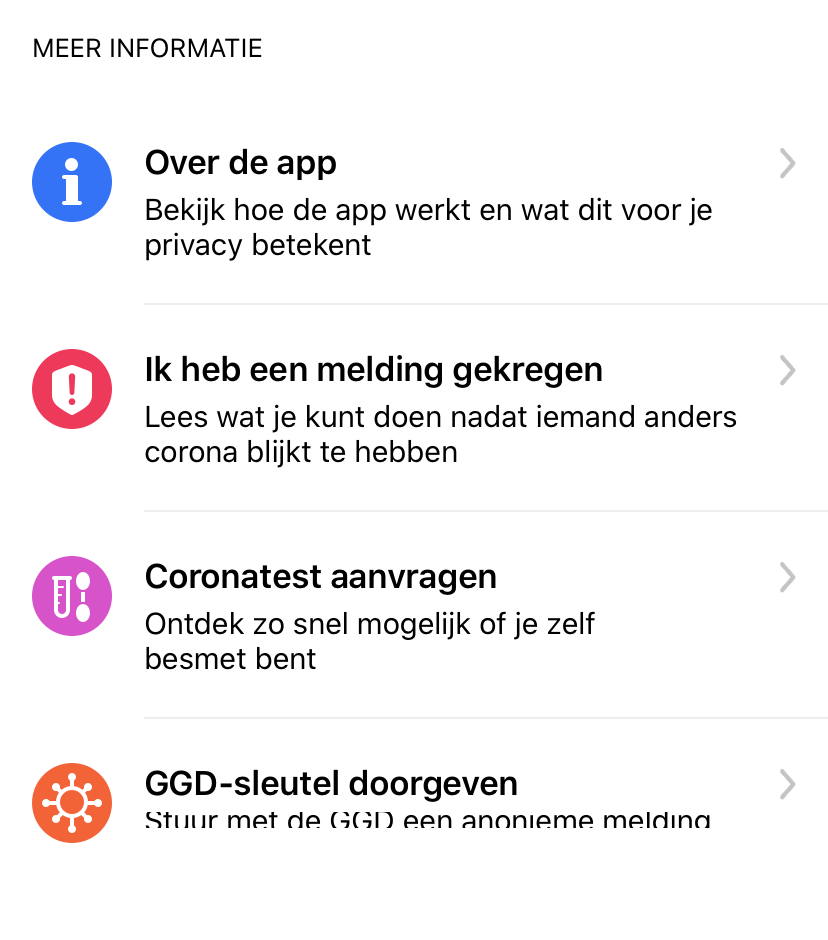 MEER INFORMATIE
Over de app
Bekijk hoe de app werkt en wat dit voor je
privacy betekent
Ik heb een melding gekregen
Lees wat je kunt doen nadat iemand anders
corona blijkt te hebben
Coronatest aanvragen
Ontdek zo snel mogelijk of je zelf
besmet bent
GGD-sleutel doorgeven
Stuur met de GGD een anonieme melding